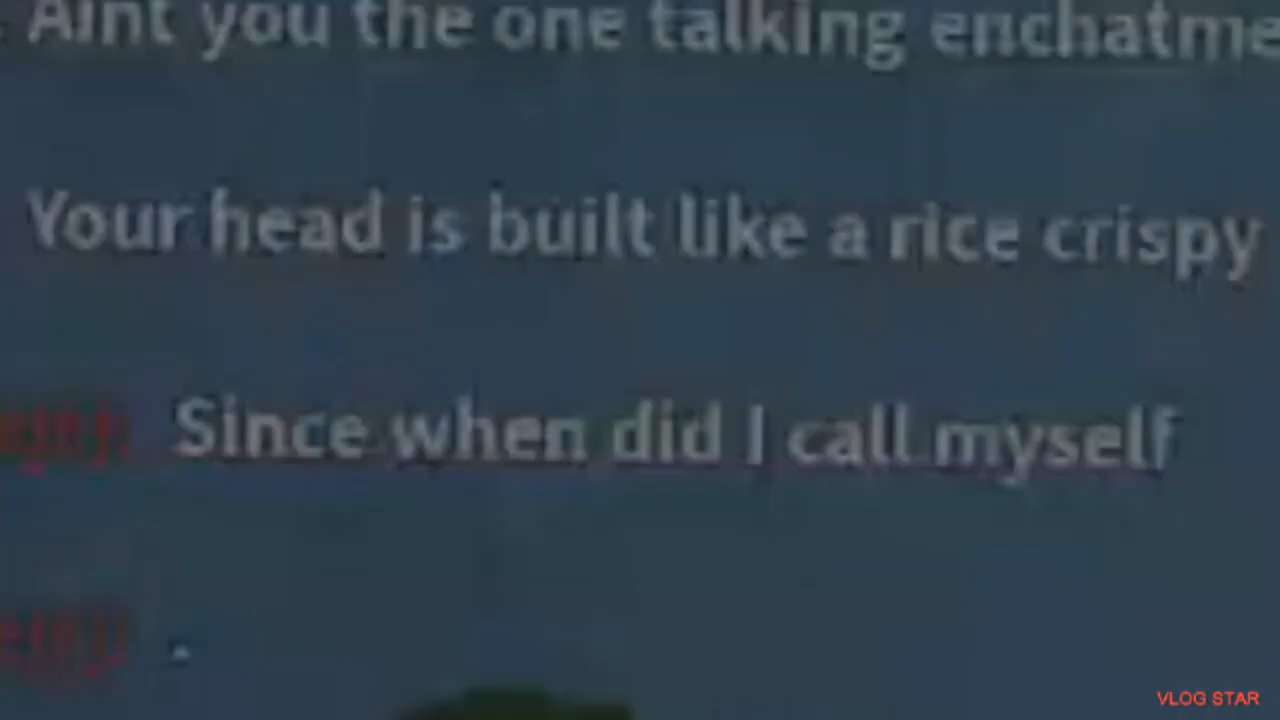 Aint you the one talking enchatme
Your head is built like a rice crispy
Since when did I call myself
.
VLOG STAR